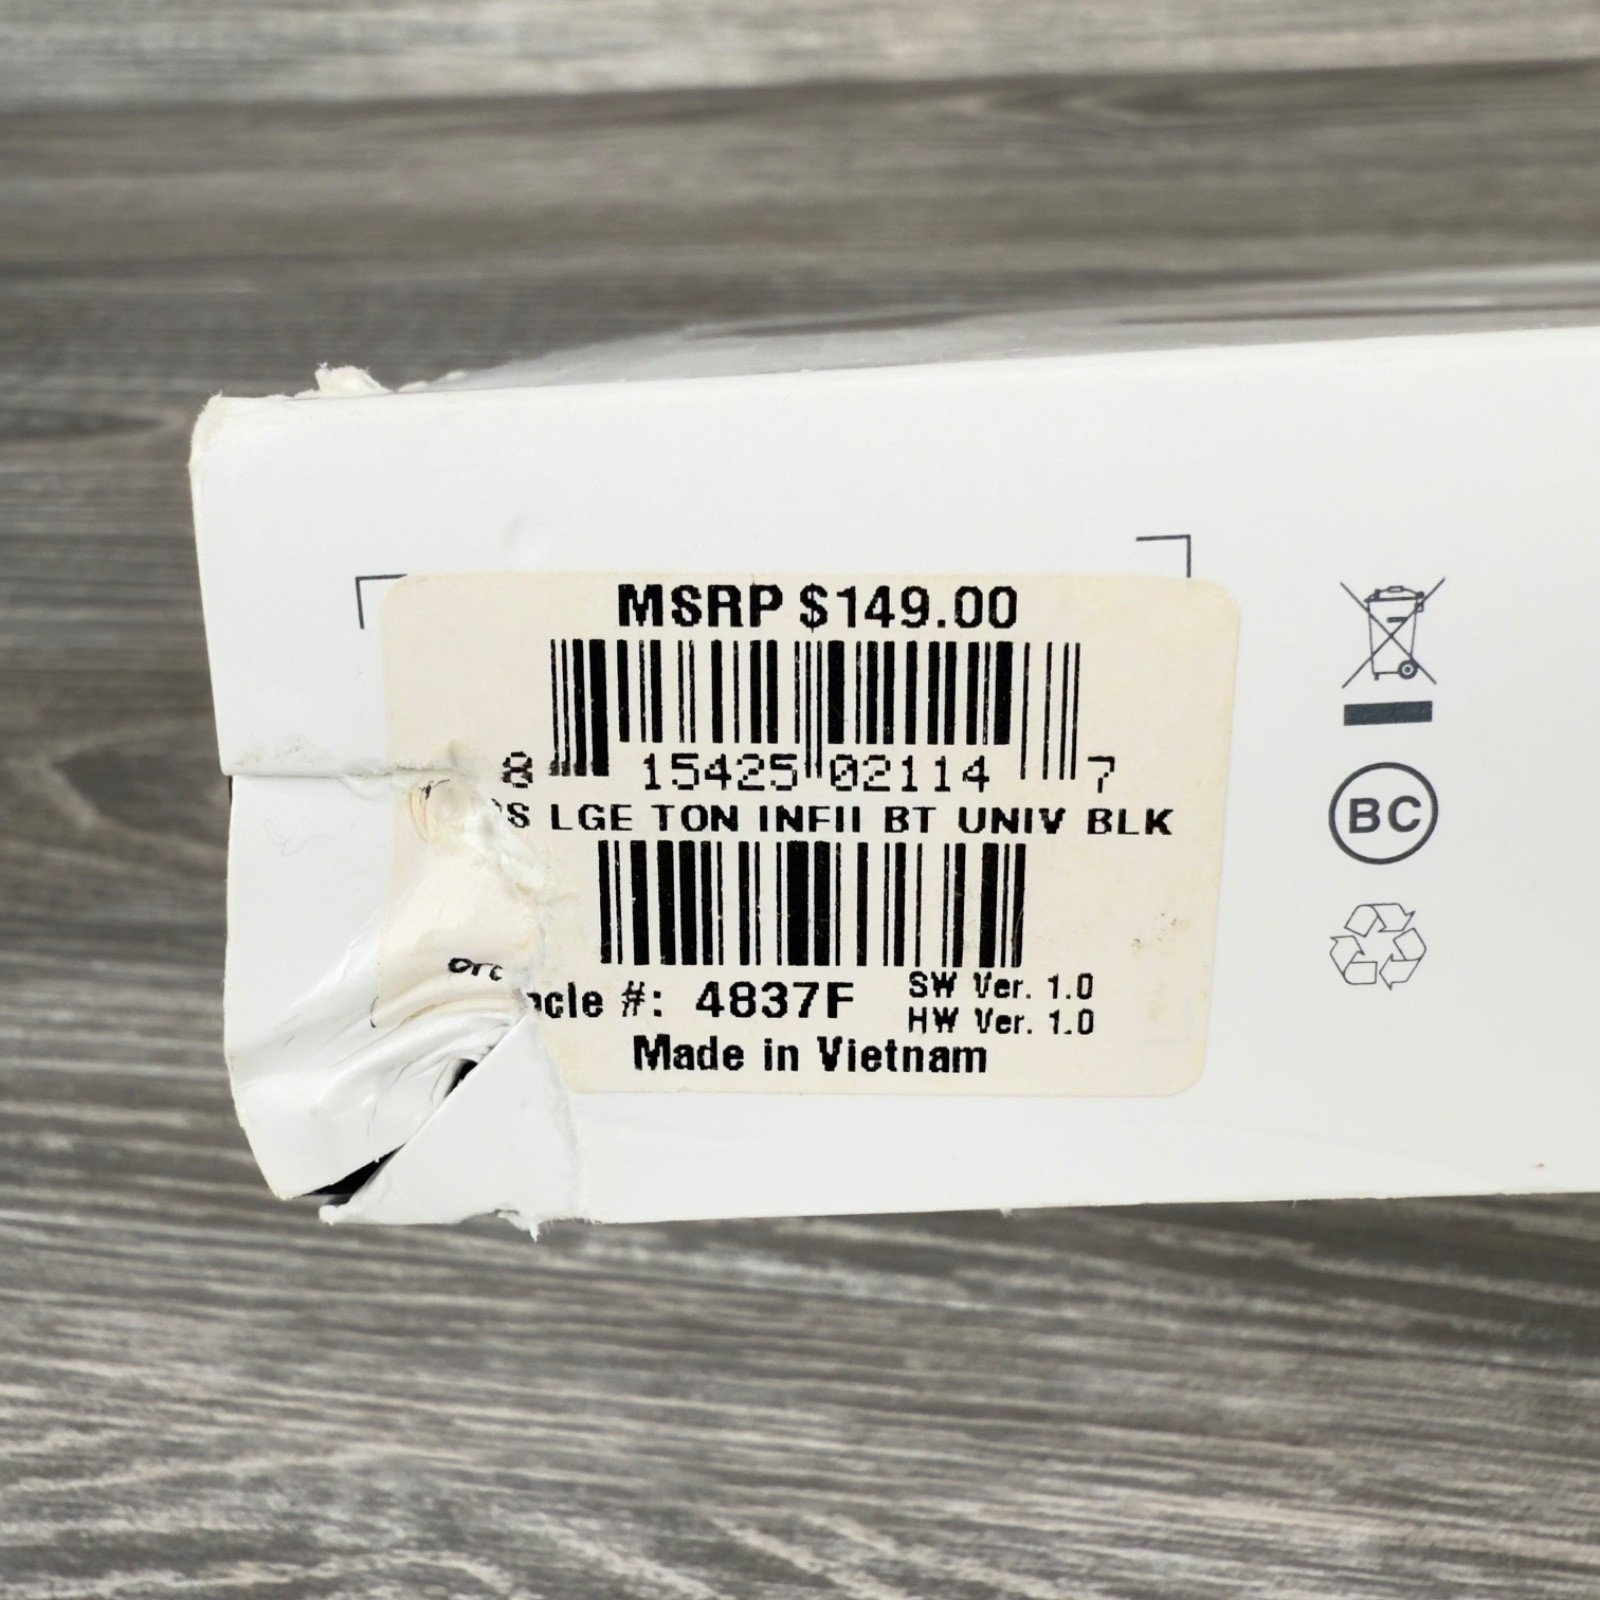 MSRP $149.00
8 15425 02114 7
LGE TON INFII BT UNIV BLK
#: 4837F
SW Ver. 1.0
HW Ver. 1.0
Made in Vietnam
BC